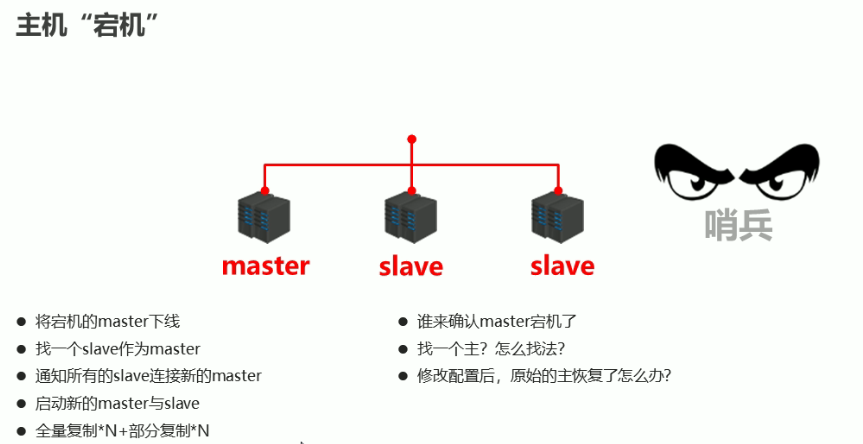 主机“宕机”
哨兵
master
slave
slave
● 将宕机的master下线
● 找一个slave作为master
● 通知所有的slave连接新的master
● 启动新的master与slave
● 全量复制*N+部分复制*N
● 谁来确认master宕机了
● 找一个主？怎么找法？
● 修改配置后，原始的主恢复了怎么办？